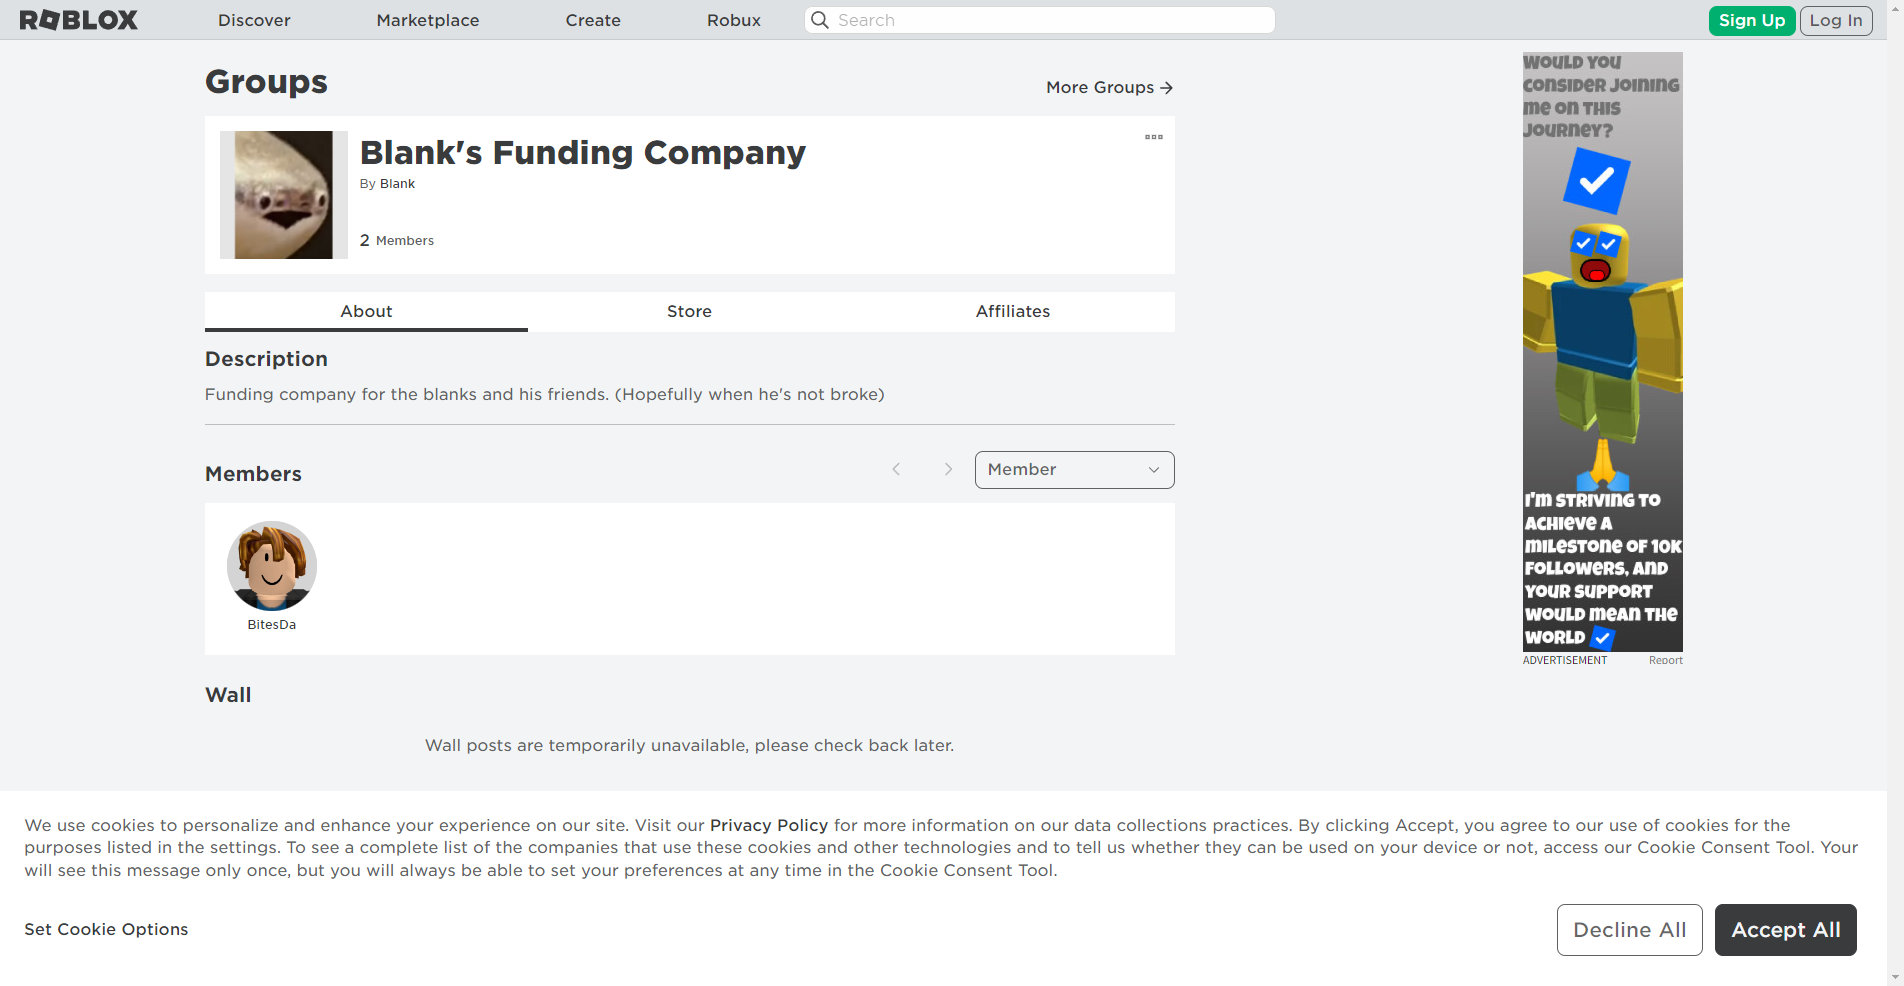 ROBLOX
Discover
Marketplace
Create
Robux
Search
Sign Up
Log In
Groups
More Groups →
Blank's Funding Company
By Blank
2 Members
About
Store
Affiliates
Description
Funding company for the blanks and his friends. (Hopefully when he's not broke)
Members
Member
BitesDa
Wall
Wall posts are temporarily unavailable, please check back later.
WOULD YOU
CONSIDER JOINING
ME ON THIS
JOURNEY?
I'M STRIVING TO
ACHIEVE A
MILESTONE OF 10K
FOLLOWERS, AND
YOUR SUPPORT
WOULD MEAN THE
WORLD
ADVERTISEMENT
Report
We use cookies to personalize and enhance your experience on our site. Visit our Privacy Policy for more information on our data collections practices. By clicking Accept, you agree to our use of cookies for the
purposes listed in the settings. To see a complete list of the companies that use these cookies and other technologies and to tell us whether they can be used on your device or not, access our Cookie Consent Tool. Your
will see this message only once, but you will always be able to set your preferences at any time in the Cookie Consent Tool.
Set Cookie Options
Decline All
Accept All